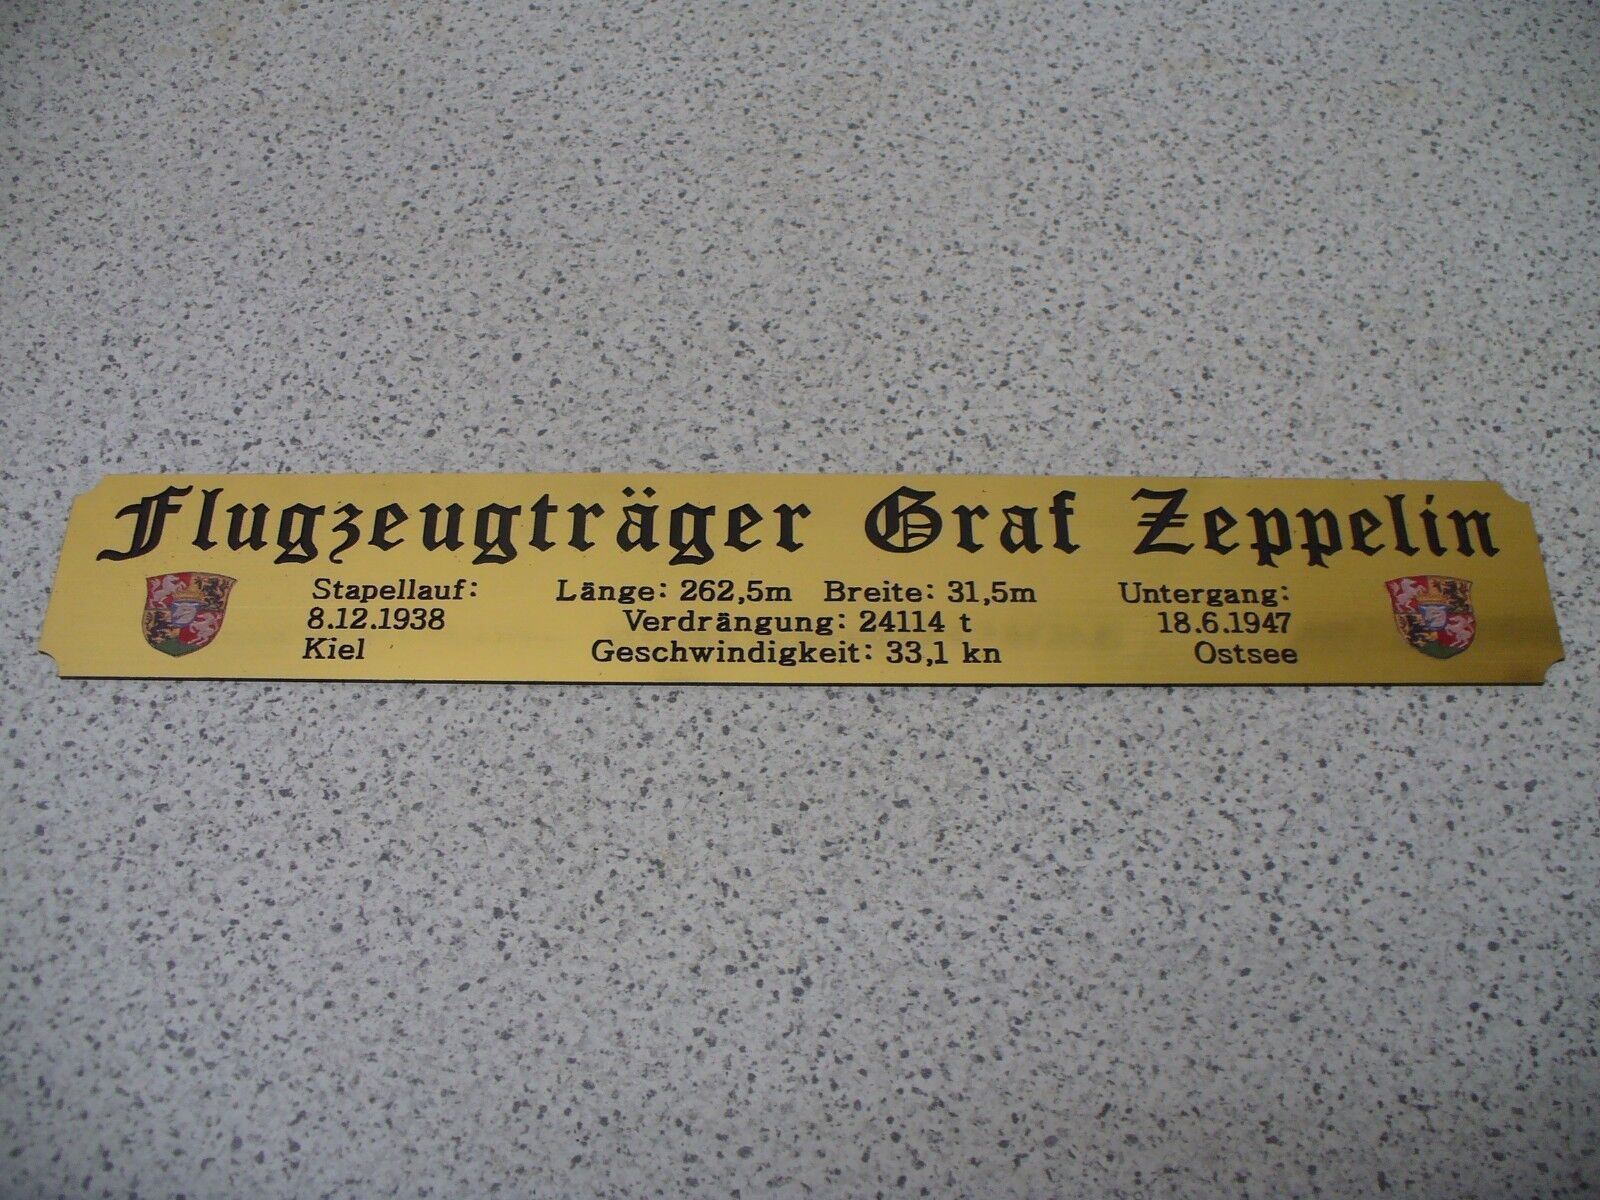 Flugzeugträger Graf Zeppelin
Stapellauf:
8.12.1938
Kiel
Länge: 262,5m Breite: 31,5m
Verdrängung: 24114 t
Geschwindigkeit: 33,1 kn
Untergang:
18.6.1947
Ostsee